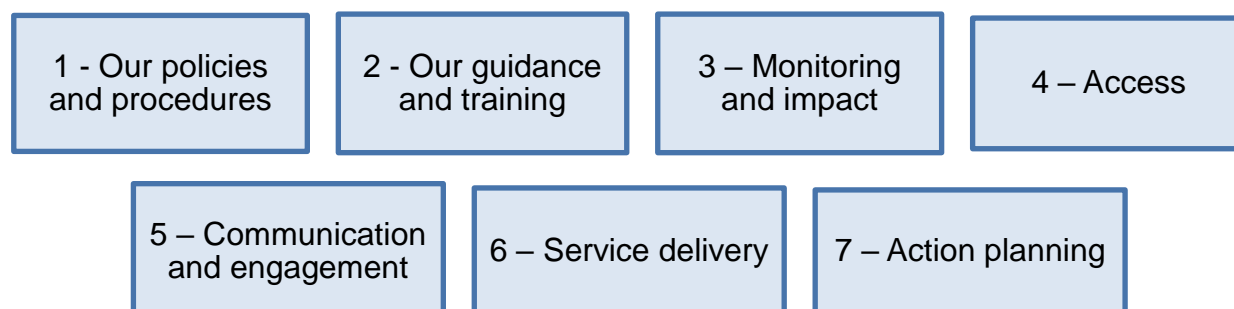 1 - Our policies
and procedures
2 - Our guidance
and training
3 – Monitoring
and impact
4 – Access
5 – Communication
and engagement
6 – Service delivery
7 – Action planning